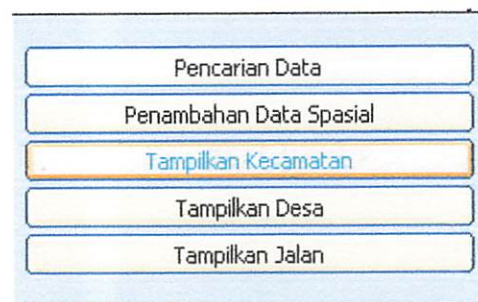 Pencarian Data
Penambahan Data Spasial
Tampilkan Kecamatan
Tampilkan Desa
Tampilkan Jalan